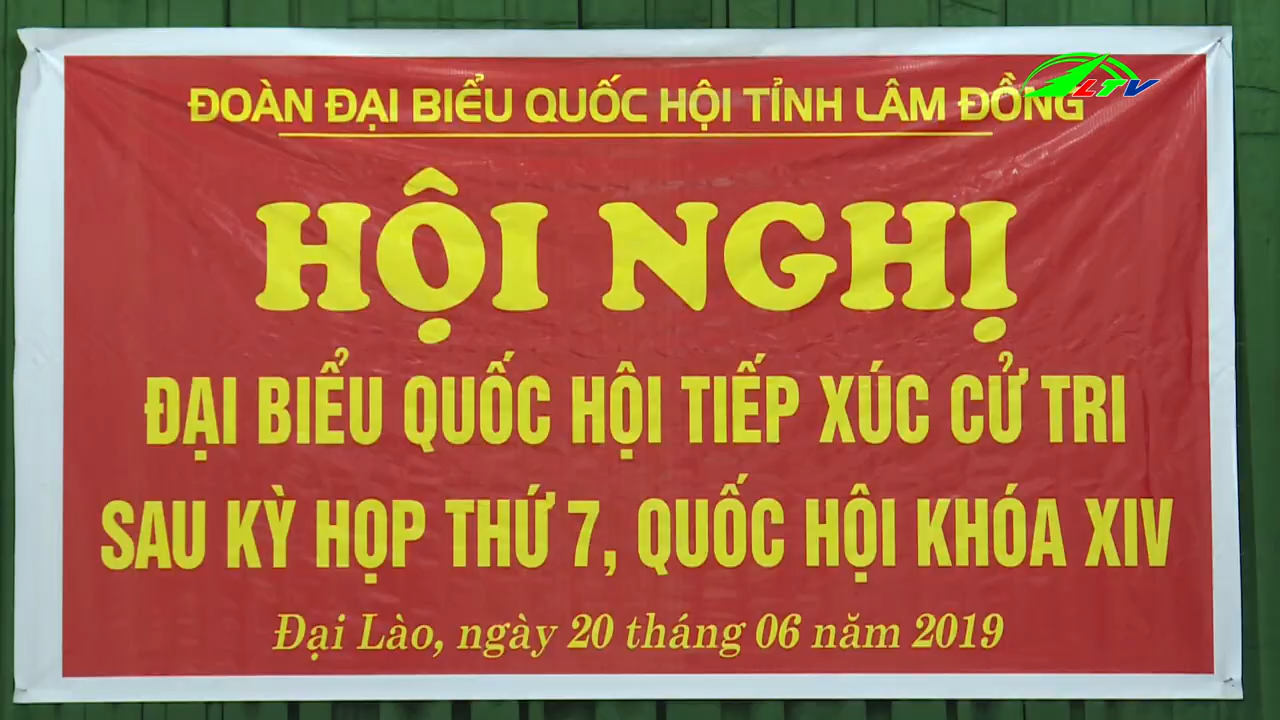 ĐOÀN ĐẠI BIỂU QUỐC HỘI TỈNH LÂM ĐỒNG
LTV
HỘI NGHỊ
ĐẠI BIỂU QUỐC HỘI TIẾP XÚC CỬ TRI
SAU KỲ HỌP THỨ 7, QUỐC HỘI KHÓA XIV
Đại Lào, ngày 20 tháng 06 năm 2019